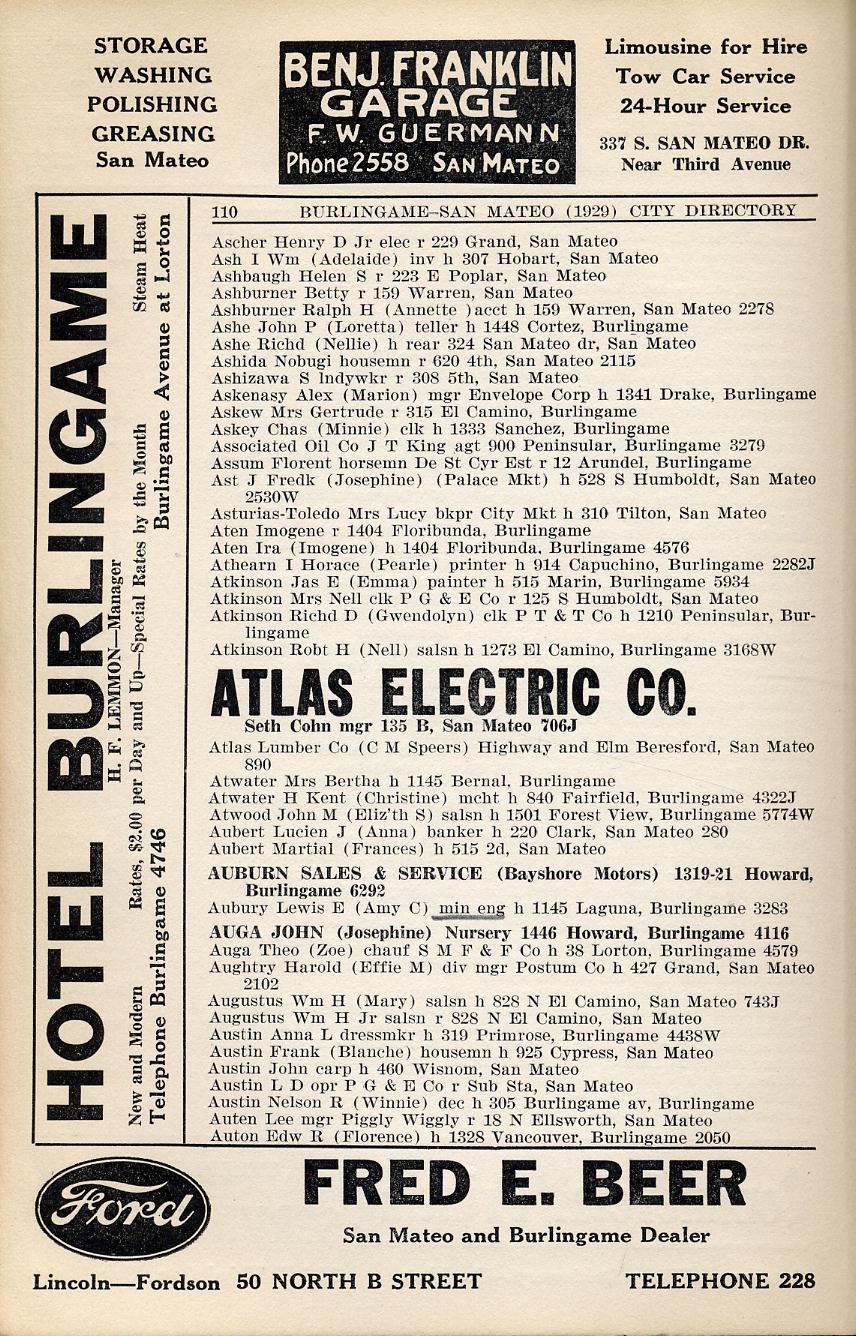 STORAGE
WASHING
POLISHING
GREASING
San Mateo
BENJ. FRANKLIN
GARAGE
F. W. GUERMANN
Phone 2558 SAN MATEO
Limousine for Hire
Tow Car Service
24-Hour Service
337 S. SAN MATEO DR.
Near Third Avenue
HOTEL BURLINGAME
H. F. LEMMON—Manager
New and Modern Rates, $2.00 per Day and Up—Special Rates by the Month Steam Heat
Telephone Burlingame 4746 Burlingame Avenue at Lorton
110 BURLINGAME-SAN MATEO (1929) CITY DIRECTORY
Ascher Henry D Jr elec r 229 Grand, San Mateo
Ash I Wm (Adelaide) inv h 307 Hobart, San Mateo
Ashbaugh Helen S r 223 E Poplar, San Mateo
Ashburner Betty r 159 Warren, San Mateo
Ashburner Ralph H (Annette )acct h 159 Warren, San Mateo 2278
Ashe John P (Loretta) teller h 1448 Cortez, Burlingame
Ashe Richd (Nellie) h rear 324 San Mateo dr, San Mateo
Ashida Nobugi housemn r 620 4th, San Mateo 2115
Ashizawa S lndywkr r 308 5th, San Mateo
Askenasy Alex (Marion) mgr Envelope Corp h 1341 Drake, Burlingame
Askew Mrs Gertrude r 315 El Camino, Burlingame
Askey Chas (Minnie) clk h 1333 Sanchez, Burlingame
Associated Oil Co J T King agt 900 Peninsular, Burlingame 3279
Assum Florent horsemn De St Cyr Est r 12 Arundel, Burlingame
Ast J Fredk (Josephine) (Palace Mkt) h 528 S Humboldt, San Mateo
2530W
Asturias-Toledo Mrs Lucy bkpr City Mkt h 310 Tilton, San Mateo
Aten Imogene r 1404 Floribunda, Burlingame
Aten Ira (Imogene) h 1404 Floribunda, Burlingame 4576
Athearn I Horace (Pearle) printer h 914 Capuchino, Burlingame 2282J
Atkinson Jas E (Emma) painter h 515 Marin, Burlingame 5934
Atkinson Mrs Nell clk P G & E Co r 125 S Humboldt, San Mateo
Atkinson Richd D (Gwendolyn) clk P T & T Co h 1210 Peninsular, Bur-
lingame
Atkinson Robt H (Nell) salsn h 1273 El Camino, Burlingame 3168W
ATLAS ELECTRIC CO.
Seth Cohn mgr 135 B, San Mateo 706J
Atlas Lumber Co (C M Speers) Highway and Elm Beresford, San Mateo
890
Atwater Mrs Bertha h 1145 Bernal, Burlingame
Atwater H Kent (Christine) mcht h 840 Fairfield, Burlingame 4322J
Atwood John M (Eliz'th S) salsn h 1501 Forest View, Burlingame 5774W
Aubert Lucien J (Anna) banker h 220 Clark, San Mateo 280
Aubert Martial (Frances) h 515 2d, San Mateo
AUBURN SALES & SERVICE (Bayshore Motors) 1319-21 Howard,
Burlingame 6292
Aubury Lewis E (Amy C) min eng h 1145 Laguna, Burlingame 3283
AUGA JOHN (Josephine) Nursery 1446 Howard, Burlingame 4116
Auga Theo (Zoe) chauf S M F & F Co h 38 Lorton, Burlingame 4579
Aughtry Harold (Effie M) div mgr Postum Co h 427 Grand, San Mateo
2102
Augustus Wm H (Mary) salsn h 828 N El Camino, San Mateo 743J
Augustus Wm H Jr salsn r 828 N El Camino, San Mateo
Austin Anna L dressmkr h 319 Primrose, Burlingame 4438W
Austin Frank (Blanche) housemn h 925 Cypress, San Mateo
Austin John carp h 460 Wisnom, San Mateo
Austin L D opr P G & E Co r Sub Sta, San Mateo
Austin Nelson R (Winnie) dec h 305 Burlingame av, Burlingame
Auten Lee mgr Piggly Wiggly r 18 N Ellsworth, San Mateo
Auton Edw R (Florence) h 1328 Vancouver, Burlingame 2050
Ford
FRED E. BEER
San Mateo and Burlingame Dealer
Lincoln—Fordson 50 NORTH B STREET TELEPHONE 228